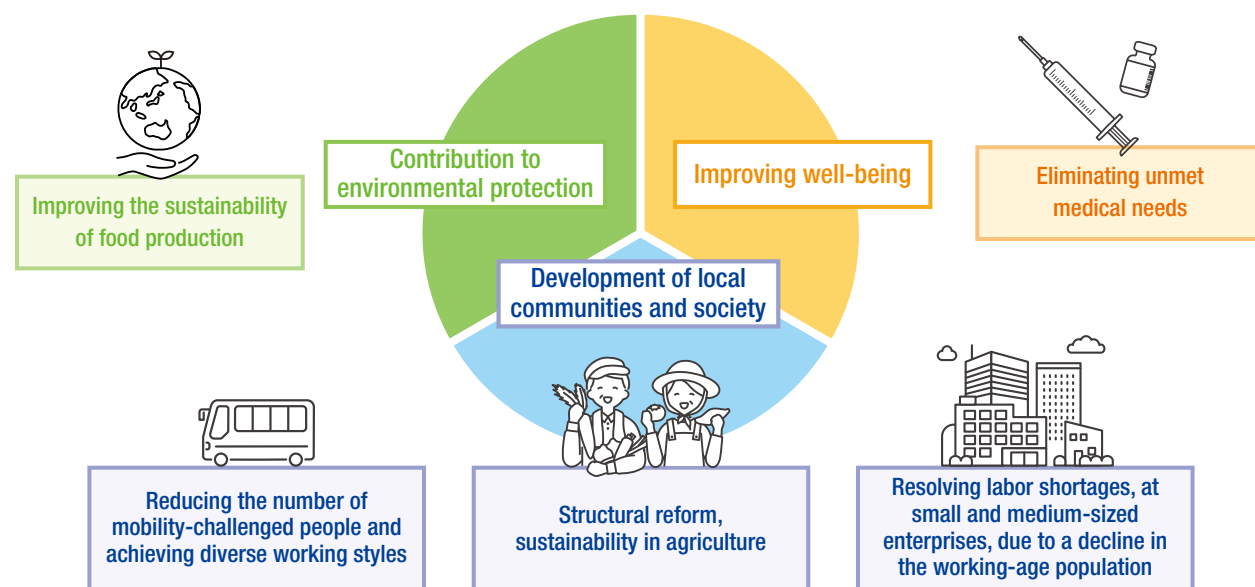 Contribution to
environmental protection
Improving well-being
Improving the sustainability
of food production
Eliminating unmet
medical needs
Development of local
communities and society
Reducing the number of
mobility-challenged people and
achieving diverse working styles
Structural reform,
sustainability in agriculture
Resolving labor shortages, at
small and medium-sized
enterprises, due to a decline in
the working-age population